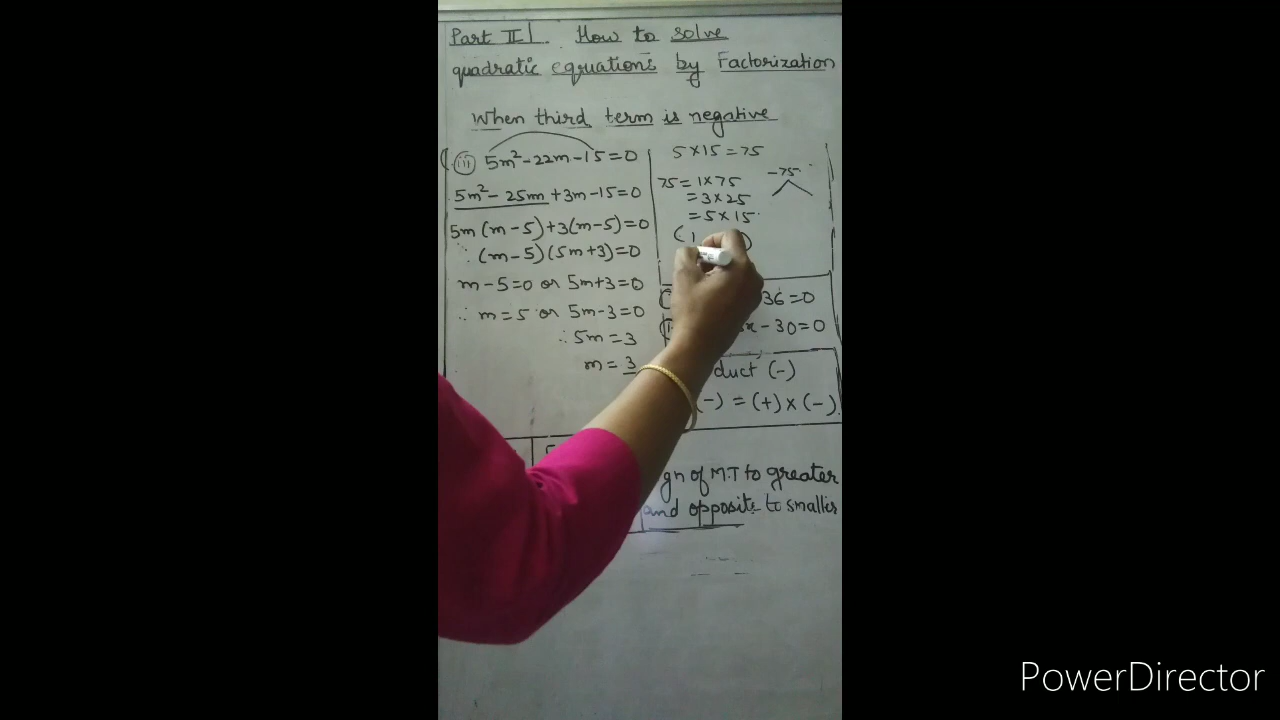 Part II How to solve
quadratic equations by Factorization
When third term is negative
(iii) 5m²-22m-15=0
5m²-25m+3m-15=0
5m(m-5)+3(m-5)=0
∴ (m-5)(5m+3)=0
m-5=0 or 5m+3=0
∴ m=5 or 5m-3=0
∴ 5m=3
m=3
5×15=75
75=1×75
=3×25
=5×15
-75
36=0
x-30=0
duct (-)
(-) = (+)×(-)
gn of M.T to greater
and opposite to smaller
PowerDirector